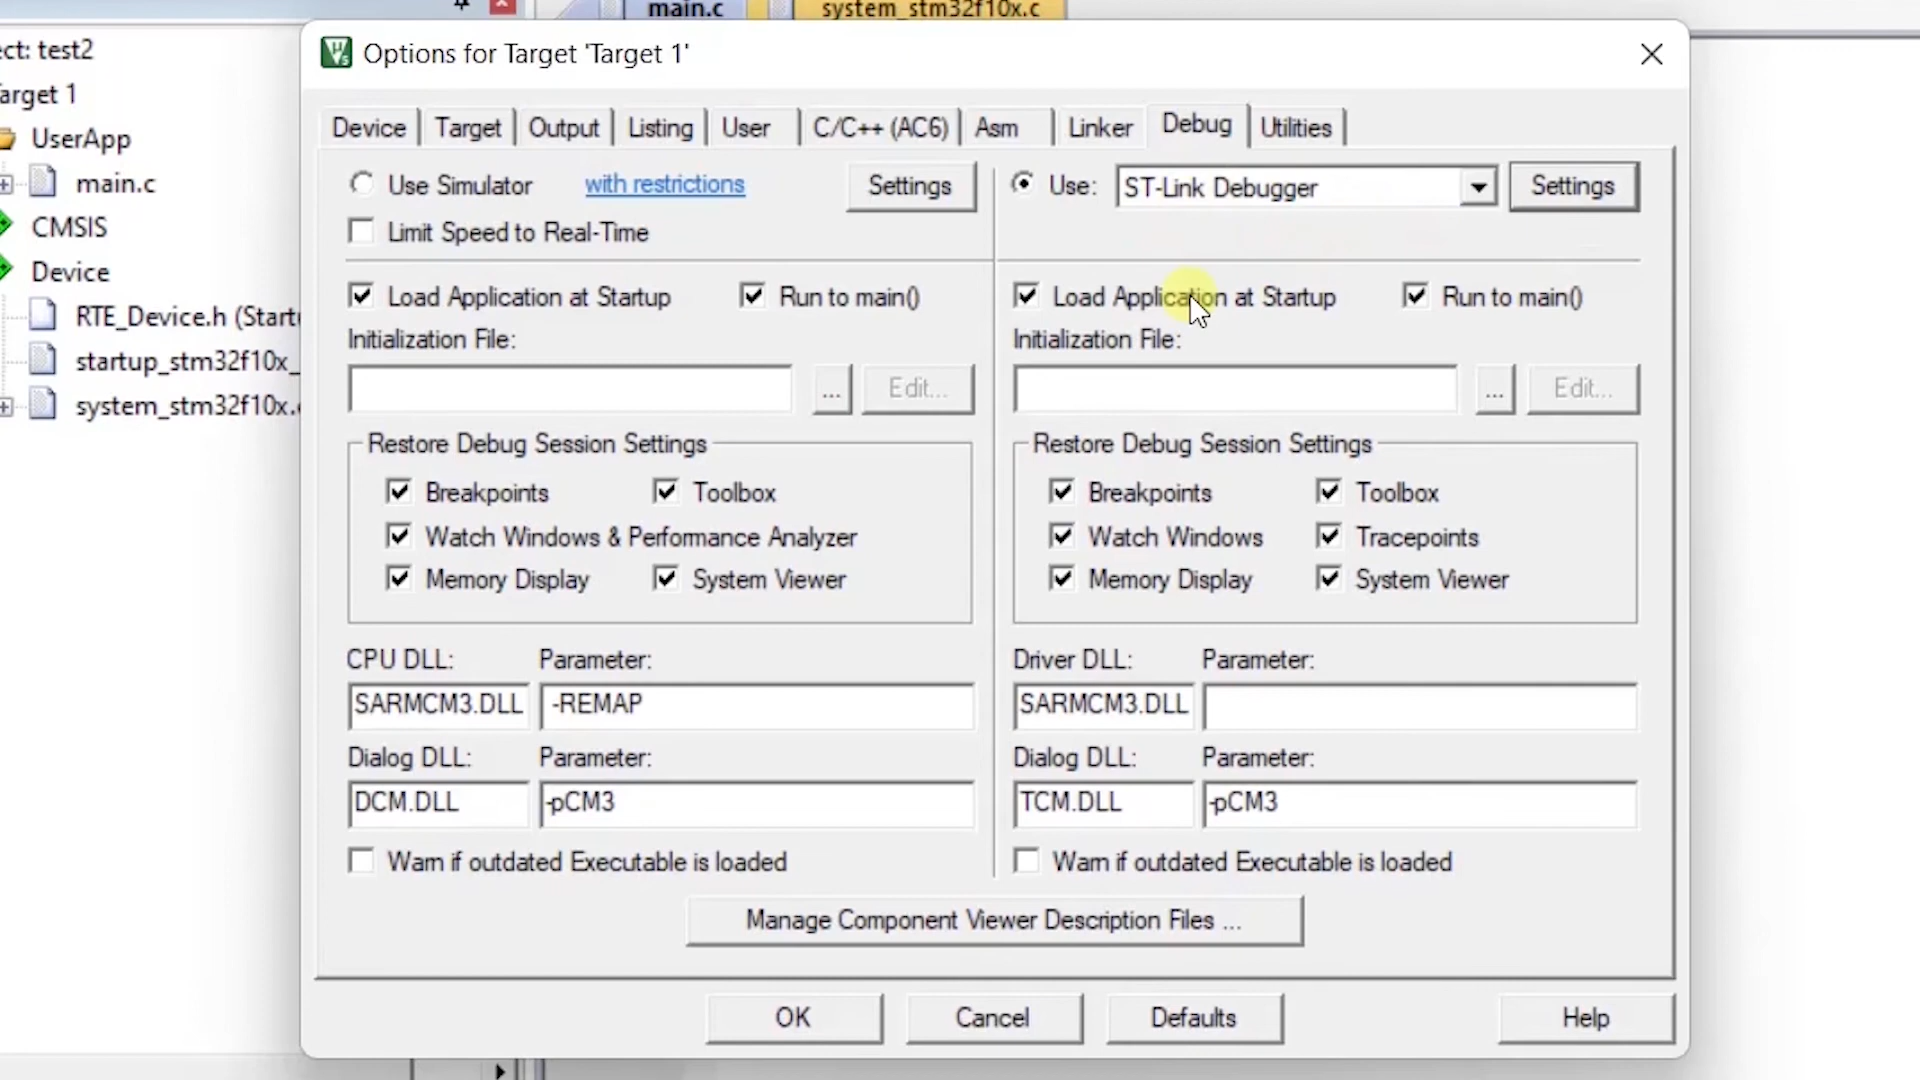 main.c system_stm32f10x.c
ect: test2
Options for Target 'Target 1'
arget 1
UserApp
main.c
CMSIS
Device
RTE_Device.h (Startu
startup_stm32f10x_
system_stm32f10x.
Device Target Output Listing User C/C++ (AC6) Asm Linker Debug Utilities
Use Simulator with restrictions Settings
Limit Speed to Real-Time
Load Application at Startup Run to main()
Initialization File:
... Edit...
Restore Debug Session Settings
Breakpoints Toolbox
Watch Windows & Performance Analyzer
Memory Display System Viewer
CPU DLL: Parameter:
SARMCM3.DLL -REMAP
Dialog DLL: Parameter:
DCM.DLL -pCM3
Warn if outdated Executable is loaded
Use: ST-Link Debugger Settings
Load Application at Startup Run to main()
Initialization File:
... Edit...
Restore Debug Session Settings
Breakpoints Toolbox
Watch Windows Tracepoints
Memory Display System Viewer
Driver DLL: Parameter:
SARMCM3.DLL
Dialog DLL: Parameter:
TCM.DLL -pCM3
Warn if outdated Executable is loaded
Manage Component Viewer Description Files ...
OK Cancel Defaults Help